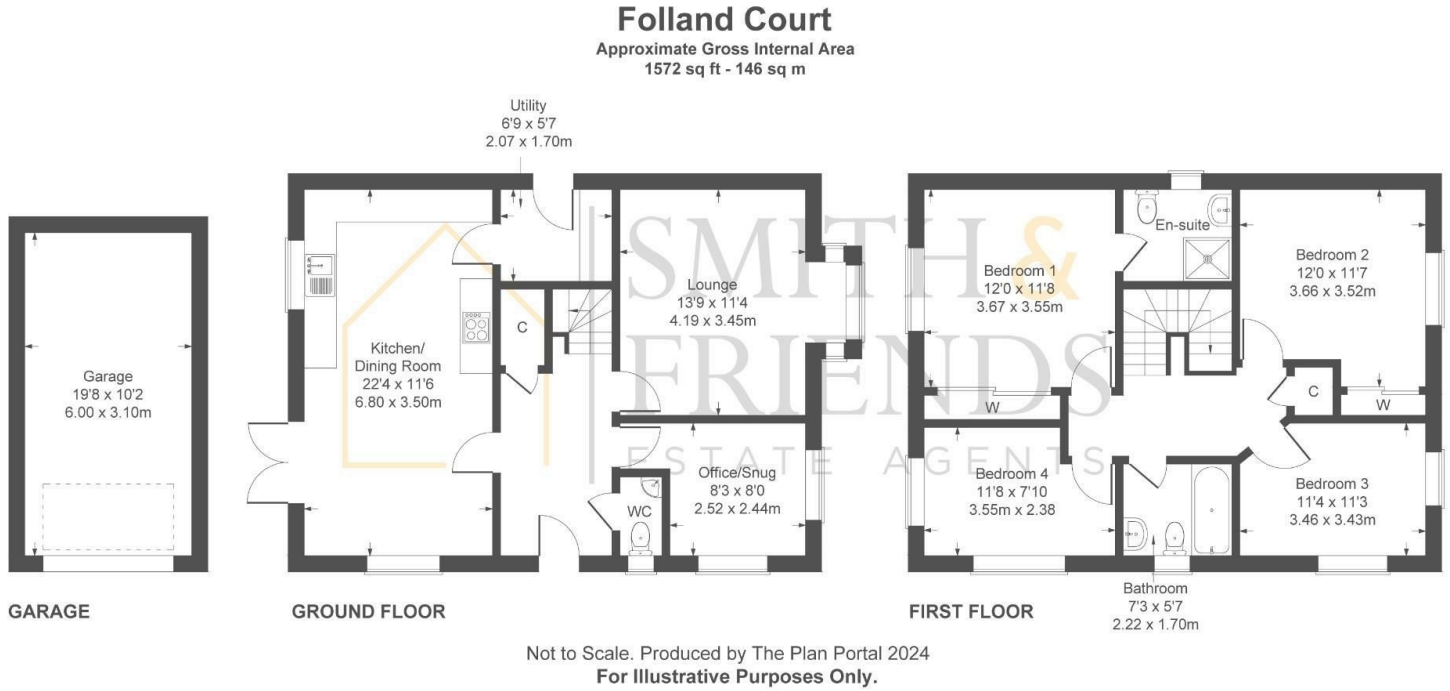 Folland Court
Approximate Gross Internal Area
1572 sq ft - 146 sq m
Utility
6'9 x 5'7
2.07 x 1.70m
Garage
19'8 x 10'2
6.00 x 3.10m
Kitchen/
Dining Room
22'4 x 11'6
6.80 x 3.50m
C
Lounge
13'9 x 11'4
4.19 x 3.45m
WC
Office/Snug
8'3 x 8'0
2.52 x 2.44m
Bedroom 1
12'0 x 11'8
3.67 x 3.55m
W
En-suite
Bedroom 2
12'0 x 11'7
3.66 x 3.52m
C
W
Bedroom 4
11'8 x 7'10
3.55m x 2.38
Bedroom 3
11'4 x 11'3
3.46 x 3.43m
Bathroom
7'3 x 5'7
2.22 x 1.70m
SMITH &
FRIENDS
ESTATE AGENTS
GARAGE
GROUND FLOOR
FIRST FLOOR
Not to Scale. Produced by The Plan Portal 2024
For Illustrative Purposes Only.